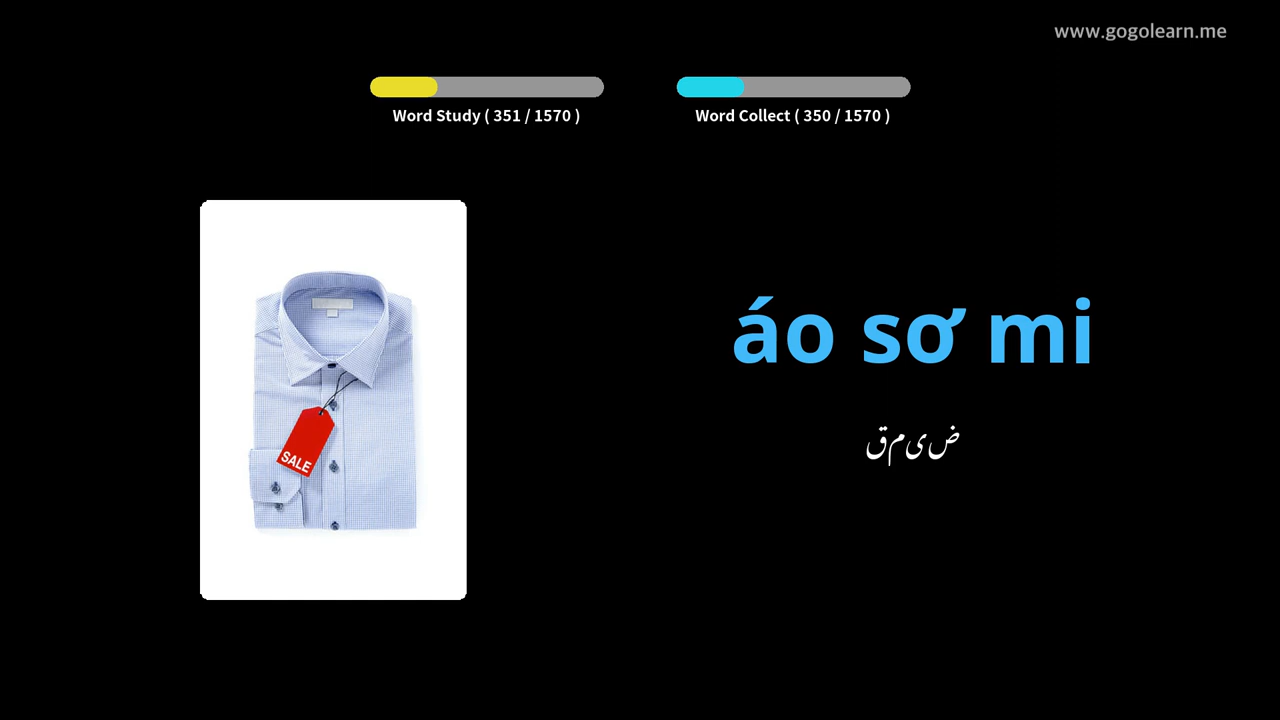 www.gogolearn.me
Word Study ( 351 / 1570 )
Word Collect ( 350 / 1570 )
SALE
áo sơ mi
قمیض